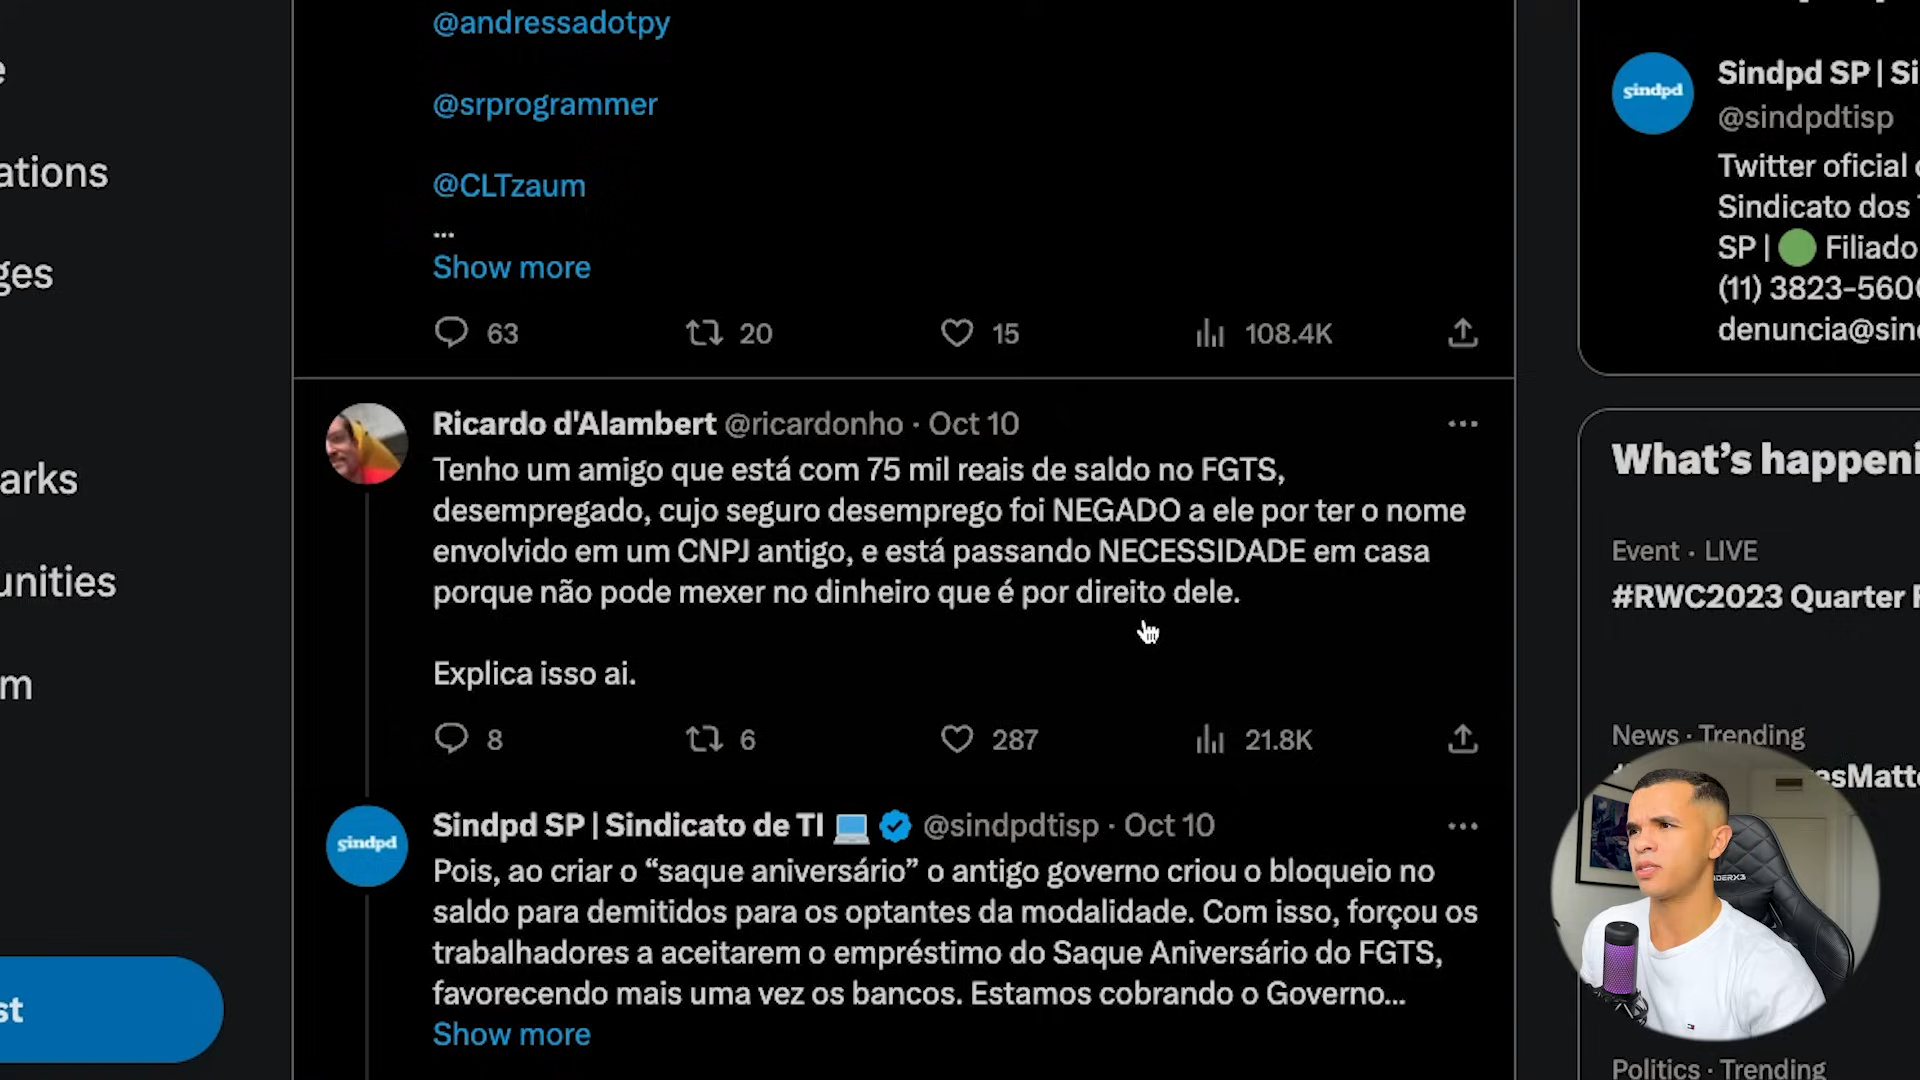 @andressadotpy
@srprogrammer
@CLTzaum
...
Show more
63 20 15 108.4K
Ricardo d'Alambert @ricardonho · Oct 10
Tenho um amigo que está com 75 mil reais de saldo no FGTS,
desempregado, cujo seguro desemprego foi NEGADO a ele por ter o nome
envolvido em um CNPJ antigo, e está passando NECESSIDADE em casa
porque não pode mexer no dinheiro que é por direito dele.
Explica isso ai.
8 6 287 21.8K
sindpd
Sindpd SP | Sindicato de TI @sindpdtisp · Oct 10
Pois, ao criar o “saque aniversário” o antigo governo criou o bloqueio no
saldo para demitidos para os optantes da modalidade. Com isso, forçou os
trabalhadores a aceitarem o empréstimo do Saque Aniversário do FGTS,
favorecendo mais uma vez os bancos. Estamos cobrando o Governo...
Show more
e
ations
ges
arks
unities
m
st
sindpd
Sindpd SP | Si
@sindpdtisp
Twitter oficial
Sindicato dos
SP | Filiado
(11) 3823-560
denuncia@sin
What’s happeni
Event · LIVE
#RWC2023 Quarter
News · Trending
esMatt
Politics · Trending